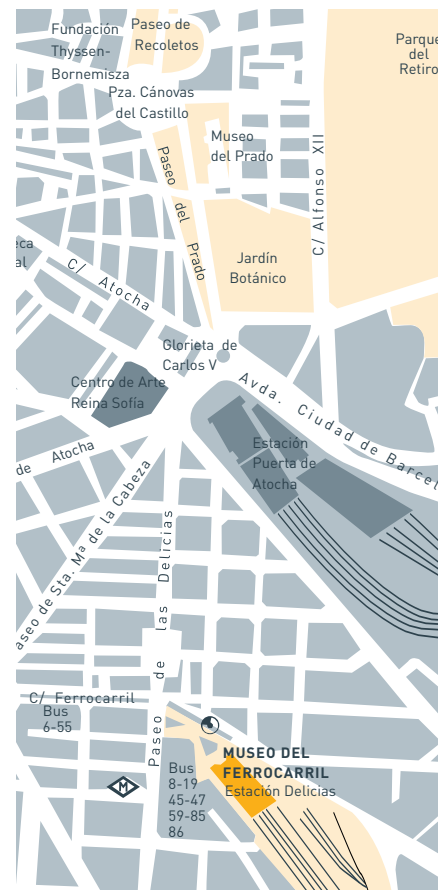 Fundación
Thyssen-
Bornemisza
Paseo de
Recoletos
Parque
del
Retiro
Pza. Cánovas
del Castillo
Museo
del Prado
Paseo del Prado
C/ Alfonso XII
eca
al
Jardín
Botánico
C/ Atocha
Glorieta de
Carlos V
Centro de Arte
Reina Sofía
Avda. Ciudad de Barcel
Estación
Puerta de
Atocha
de Atocha
aseo de Sta. Mª de la Cabeza
Paseo de las Delicias
C/ Ferrocarril
Bus
6-55
M
Bus
8-19
45-47
59-85
86
MUSEO DEL
FERROCARRIL
Estación Delicias